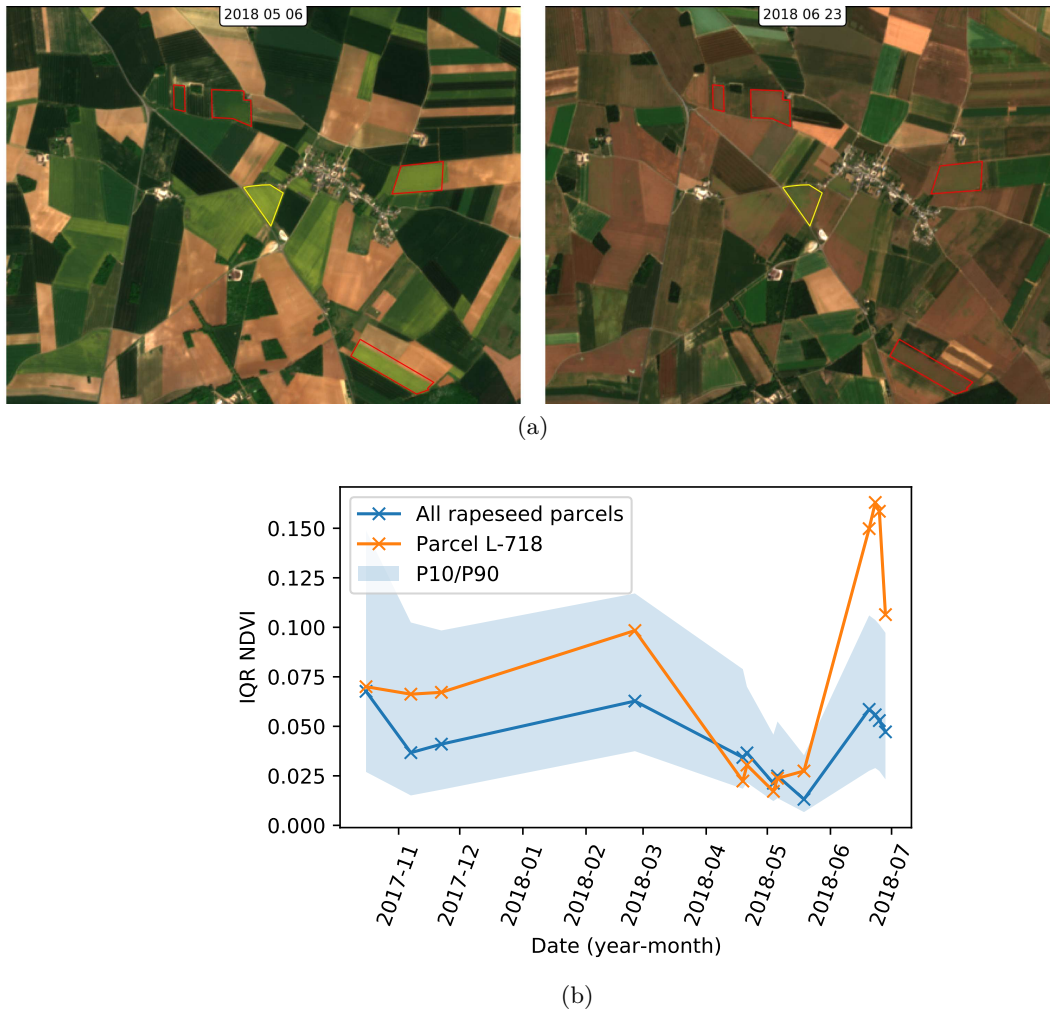 2018 05 06
2018 06 23
(a)
All rapeseed parcels
Parcel L-718
P10/P90
IQR NDVI
0.150
0.125
0.100
0.075
0.050
0.025
0.000
2017-11
2017-12
2018-01
2018-02
2018-03
2018-04
2018-05
2018-06
2018-07
Date (year-month)
(b)